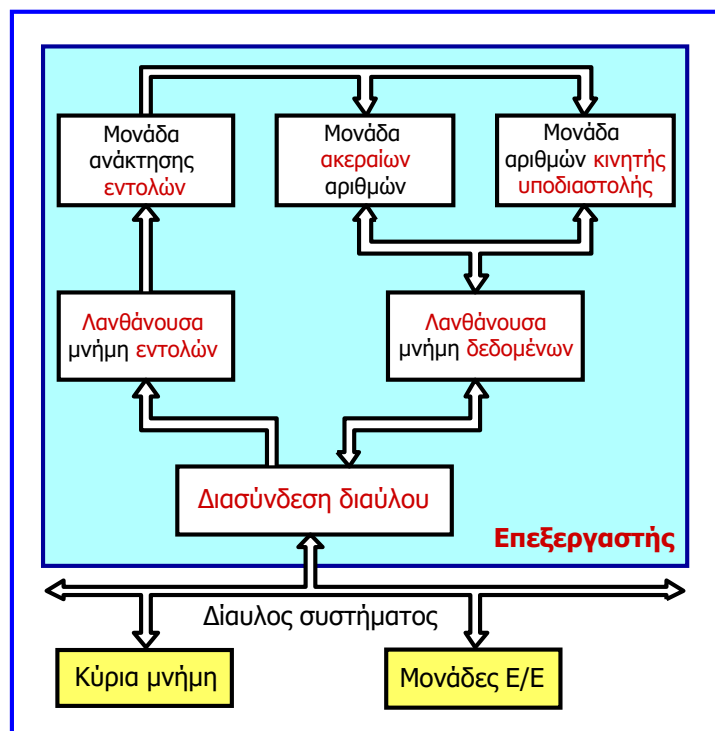 Μονάδα
ανάκτησης
εντολών
Μονάδα
ακεραίων
αριθμών
Μονάδα
αριθμών κινητής
υποδιαστολής
Λανθάνουσα
μνήμη εντολών
Λανθάνουσα
μνήμη δεδομένων
Διασύνδεση διαύλου
Επεξεργαστής
Δίαυλος συστήματος
Κύρια μνήμη
Μονάδες Ε/Ε